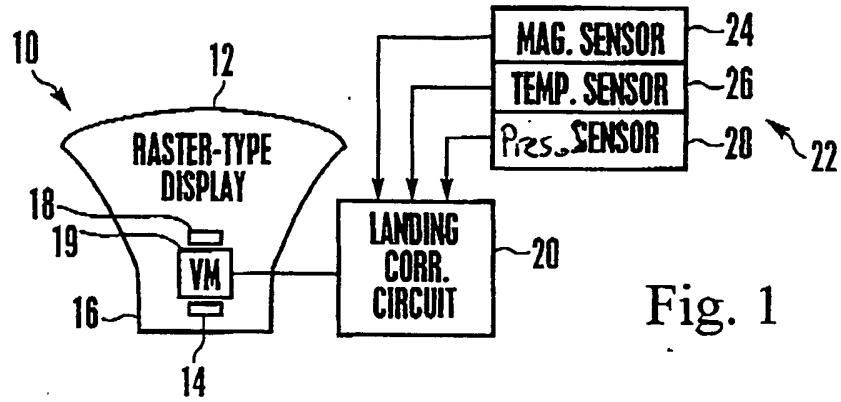 10
12
RASTER-TYPE
DISPLAY
18
19
VM
16
14
MAG. SENSOR
24
TEMP. SENSOR
26
Pres. SENSOR
28
22
LANDING
CORR.
CIRCUIT
20
Fig. 1